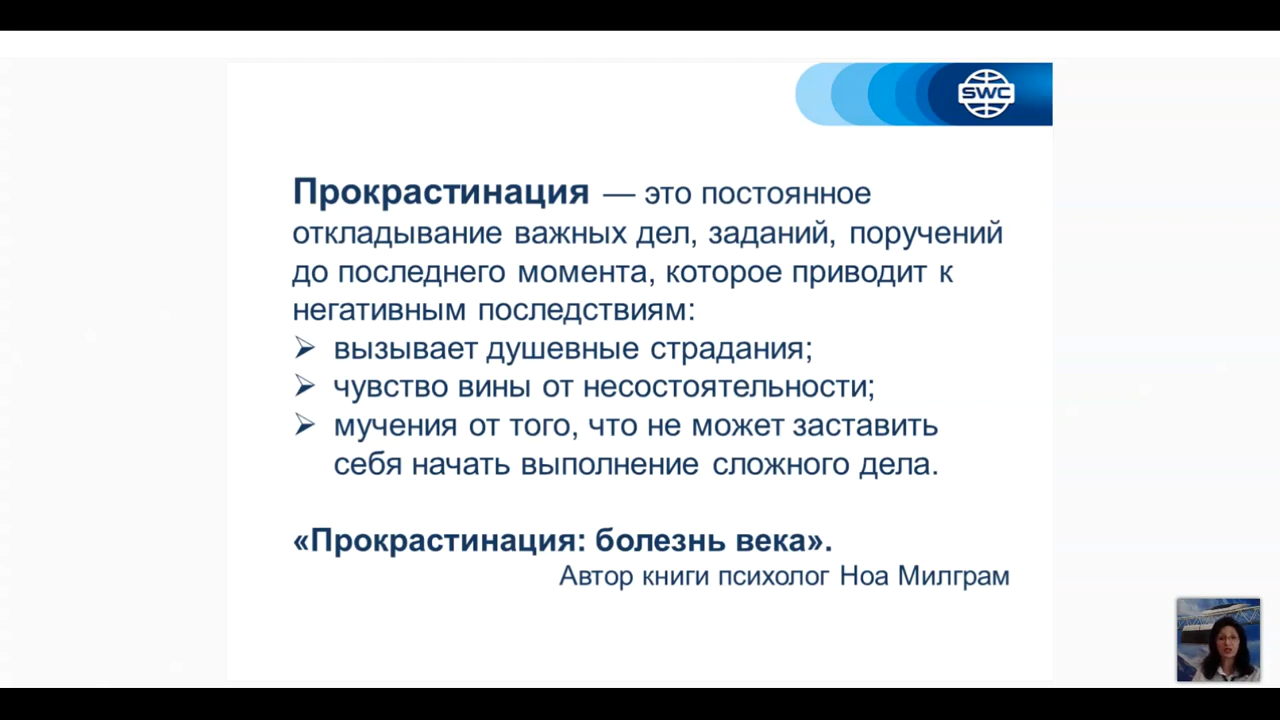 SWC
Прокрастинация — это постоянное
откладывание важных дел, заданий, поручений
до последнего момента, которое приводит к
негативным последствиям:
➢ вызывает душевные страдания;
➢ чувство вины от несостоятельности;
➢ мучения от того, что не может заставить
себя начать выполнение сложного дела.
«Прокрастинация: болезнь века».
Автор книги психолог Ноа Милграм